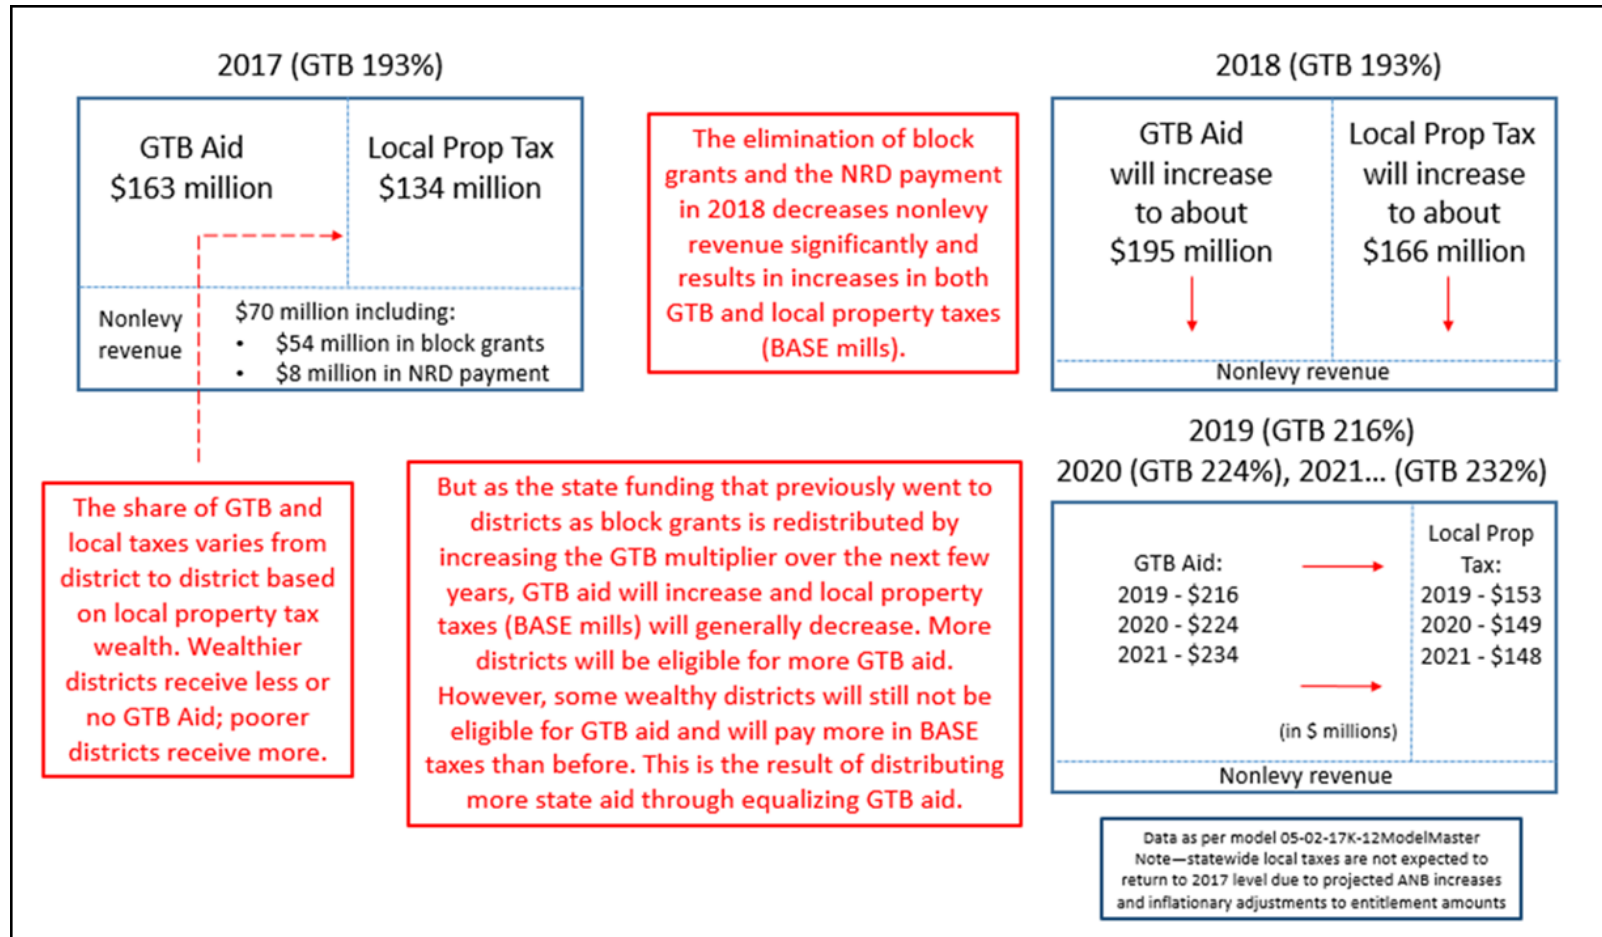 2017 (GTB 193%)
GTB Aid
$163 million
Local Prop Tax
$134 million
Nonlevy
revenue
$70 million including:
• $54 million in block grants
• $8 million in NRD payment
The elimination of block
grants and the NRD payment
in 2018 decreases nonlevy
revenue significantly and
results in increases in both
GTB and local property taxes
(BASE mills).
2018 (GTB 193%)
GTB Aid
will increase
to about
$195 million
Local Prop Tax
will increase
to about
$166 million
Nonlevy revenue
The share of GTB and
local taxes varies from
district to district based
on local property tax
wealth. Wealthier
districts receive less or
no GTB Aid; poorer
districts receive more.
But as the state funding that previously went to
districts as block grants is redistributed by
increasing the GTB multiplier over the next few
years, GTB aid will increase and local property
taxes (BASE mills) will generally decrease. More
districts will be eligible for more GTB aid.
However, some wealthy districts will still not be
eligible for GTB aid and will pay more in BASE
taxes than before. This is the result of distributing
more state aid through equalizing GTB aid.
2019 (GTB 216%)
2020 (GTB 224%), 2021... (GTB 232%)
GTB Aid:
2019 - $216
2020 - $224
2021 - $234
Local Prop
Tax:
2019 - $153
2020 - $149
2021 - $148
(in $ millions)
Nonlevy revenue
Data as per model 05-02-17K-12ModelMaster
Note—statewide local taxes are not expected to
return to 2017 level due to projected ANB increases
and inflationary adjustments to entitlement amounts